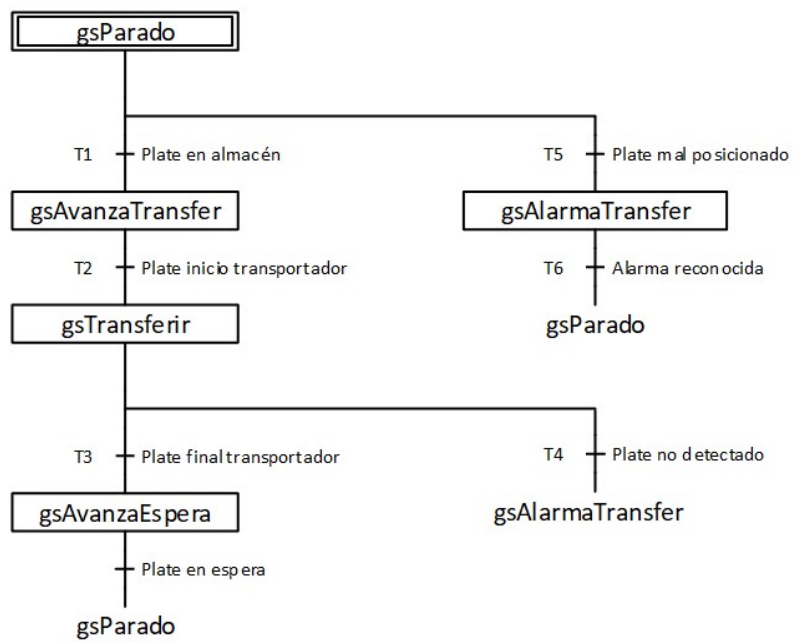 gsParado
T1 Plate en almacén
T5 Plate mal posicionado
gsAvanzaTransfer
gsAlarmaTransfer
T2 Plate inicio transportador
T6 Alarma reconocida
gsTransferir
gsParado
T3 Plate final transportador
T4 Plate no detectado
gsAvanzaEspera
gsAlarmaTransfer
Plate en espera
gsParado